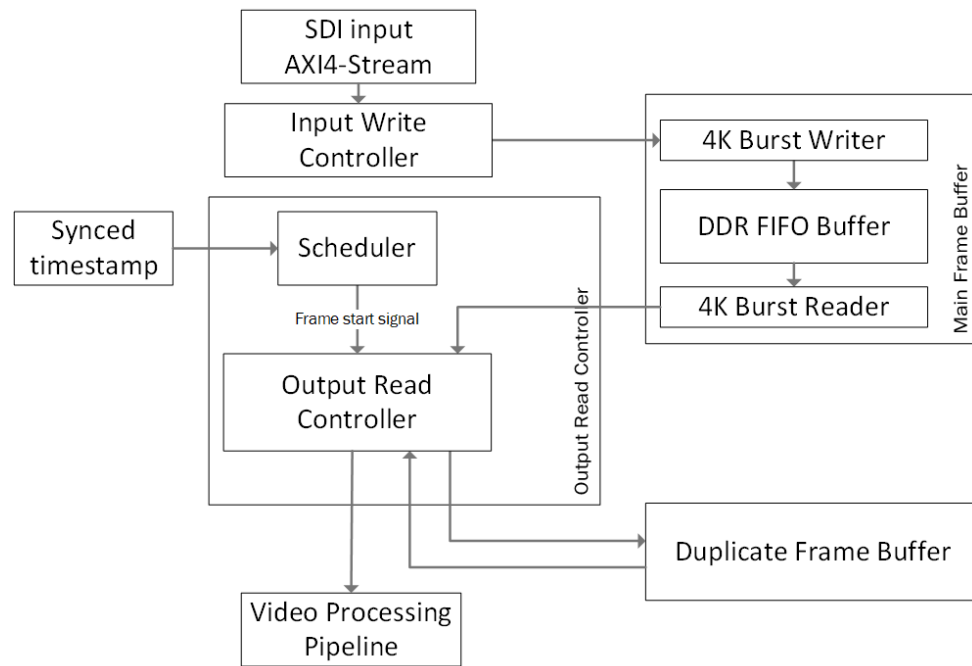 SDI input
AXI4-Stream
Input Write
Controller
4K Burst Writer
DDR FIFO Buffer
4K Burst Reader
Main Frame Buffer
Synced
timestamp
Scheduler
Frame start signal
Output Read
Controller
Output Read Controller
Duplicate Frame Buffer
Video Processing
Pipeline